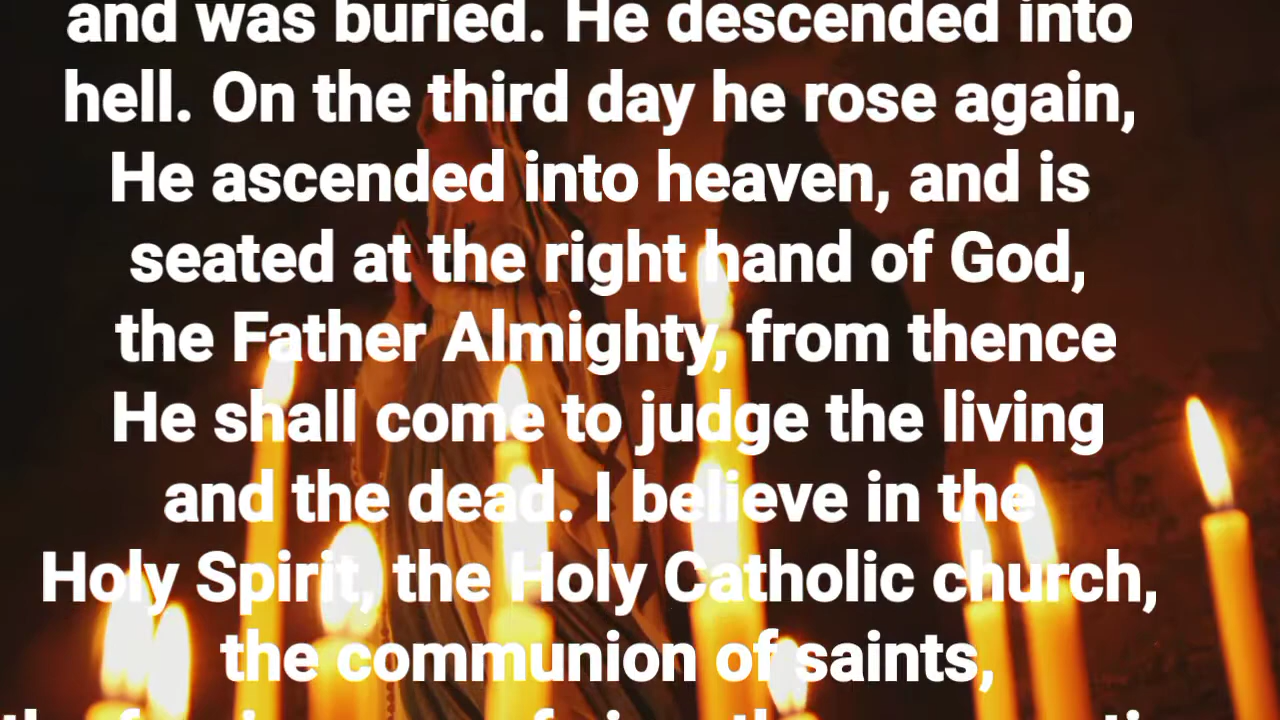 and was buried. He descended into
hell. On the third day he rose again,
He ascended into heaven, and is
seated at the right hand of God,
the Father Almighty, from thence
He shall come to judge the living
and the dead. I believe in the
Holy Spirit, the Holy Catholic church,
the communion of saints,